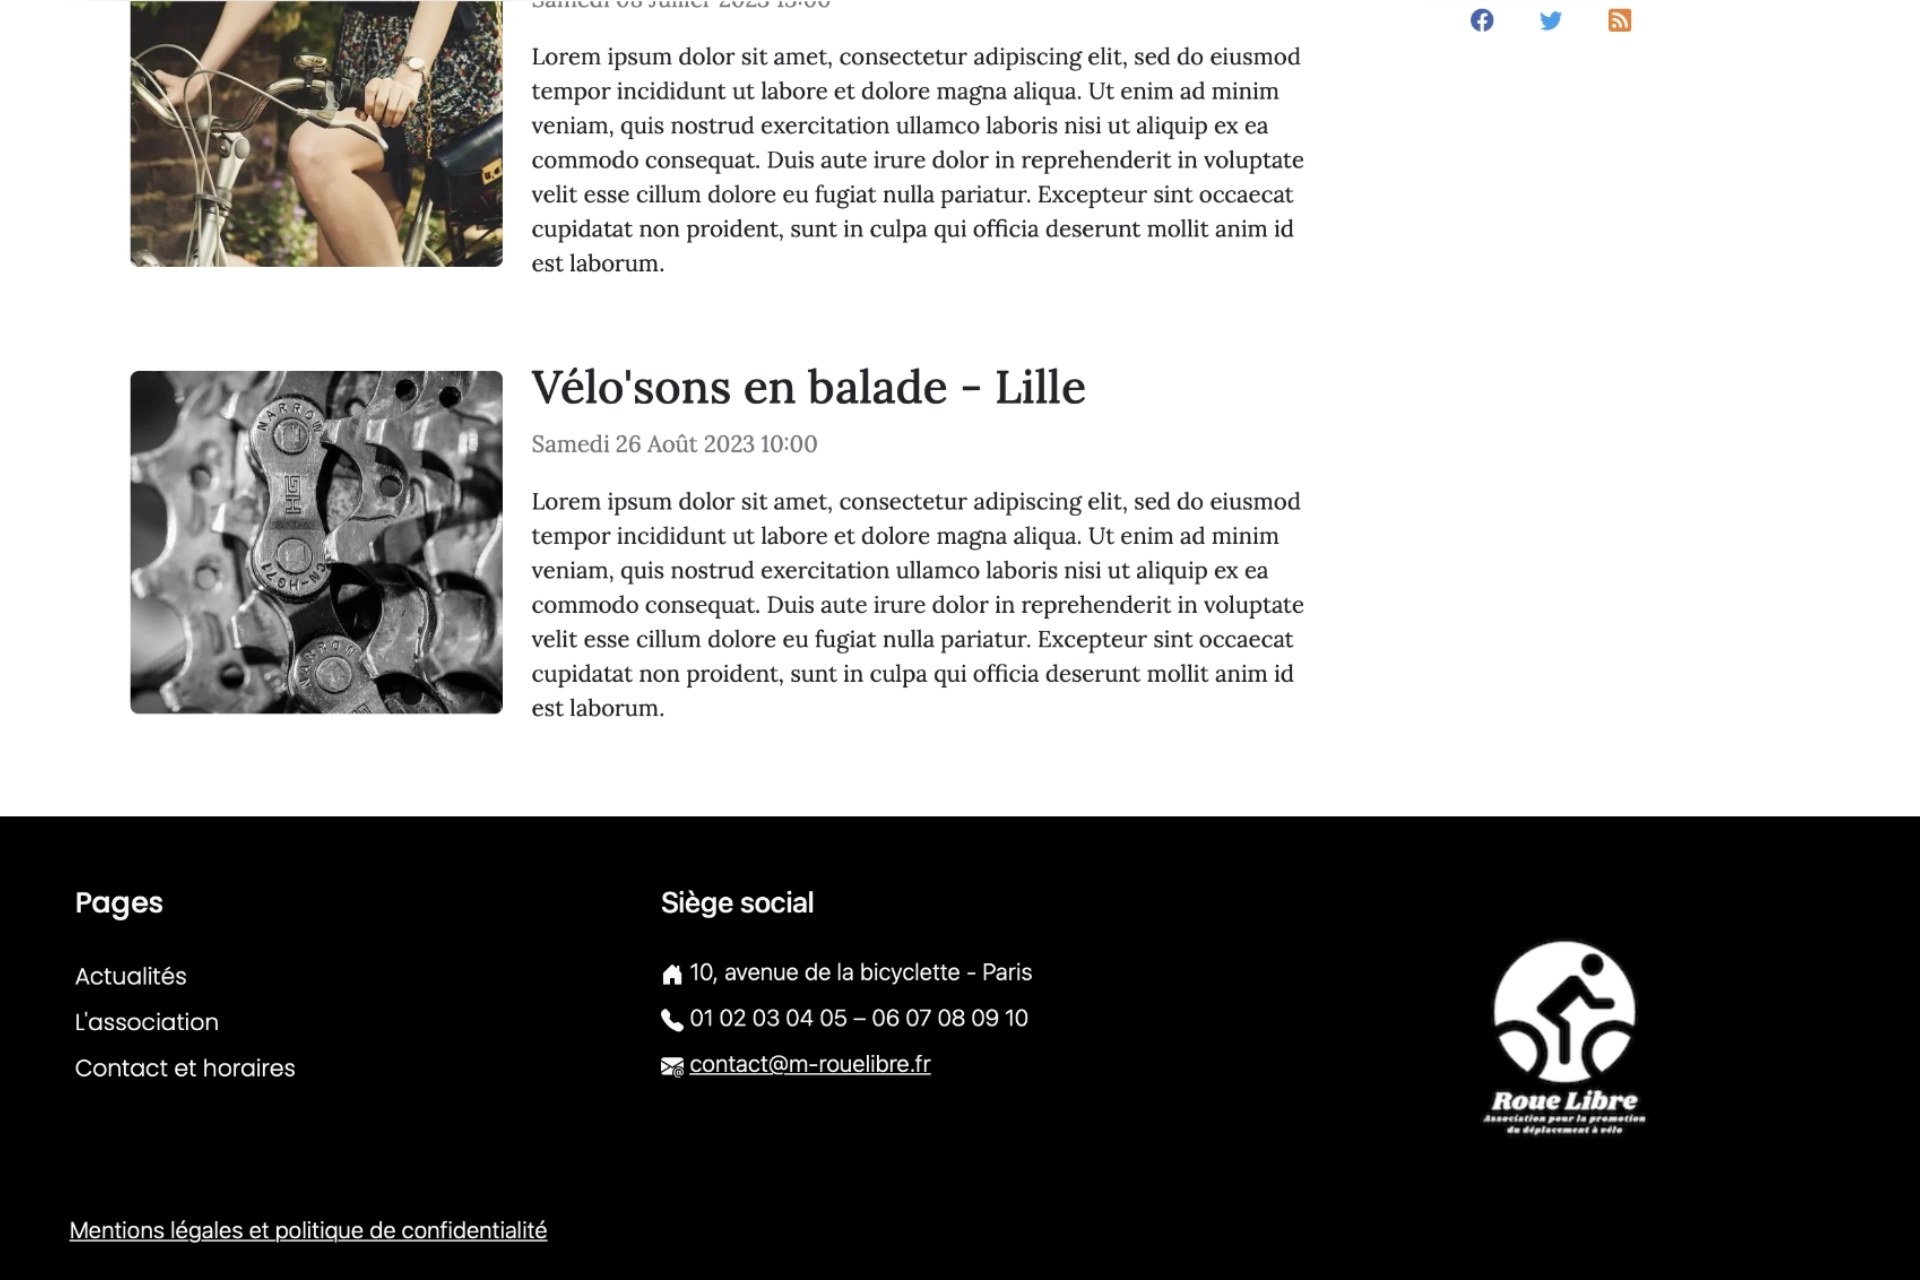 Samedi 08 Juillet 2023 13:00
Lorem ipsum dolor sit amet, consectetur adipiscing elit, sed do eiusmod
tempor incididunt ut labore et dolore magna aliqua. Ut enim ad minim
veniam, quis nostrud exercitation ullamco laboris nisi ut aliquip ex ea
commodo consequat. Duis aute irure dolor in reprehenderit in voluptate
velit esse cillum dolore eu fugiat nulla pariatur. Excepteur sint occaecat
cupidatat non proident, sunt in culpa qui officia deserunt mollit anim id
est laborum.
NARROW
CN-H971
NARROW
Vélo'sons en balade - Lille
Samedi 26 Août 2023 10:00
Lorem ipsum dolor sit amet, consectetur adipiscing elit, sed do eiusmod
tempor incididunt ut labore et dolore magna aliqua. Ut enim ad minim
veniam, quis nostrud exercitation ullamco laboris nisi ut aliquip ex ea
commodo consequat. Duis aute irure dolor in reprehenderit in voluptate
velit esse cillum dolore eu fugiat nulla pariatur. Excepteur sint occaecat
cupidatat non proident, sunt in culpa qui officia deserunt mollit anim id
est laborum.
Pages
Actualités
L'association
Contact et horaires
Siège social
10, avenue de la bicyclette - Paris
01 02 03 04 05 – 06 07 08 09 10
contact@m-rouelibre.fr
Roue Libre
Association pour la promotion
du déplacement à vélo
Mentions légales et politique de confidentialité